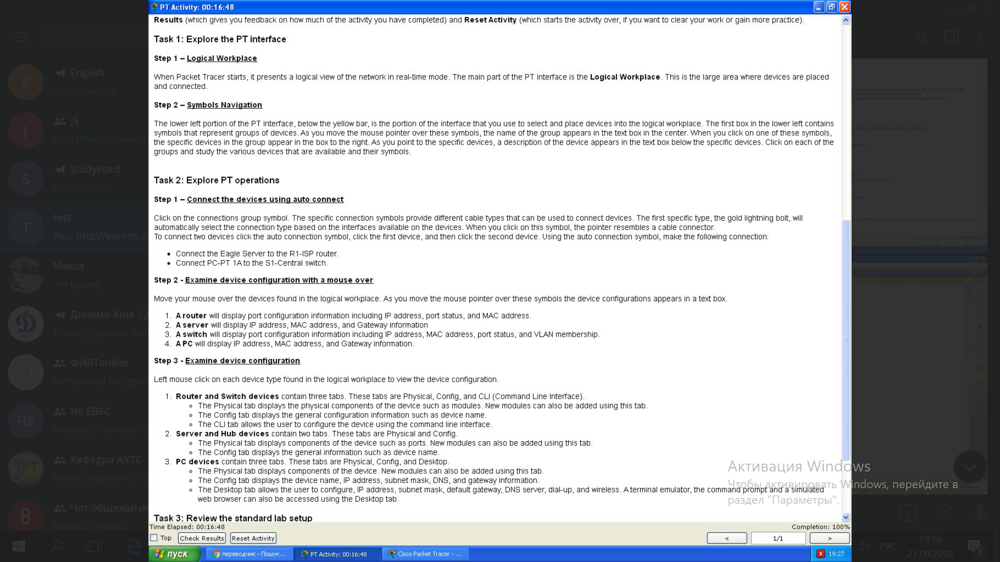 PT Activity: 00:16:48
Results (which gives you feedback on how much of the activity you have completed) and Reset Activity (which starts the activity over, if you want to clear your work or gain more practice).
Task 1: Explore the PT interface
Step 1 – Logical Workplace
When Packet Tracer starts, it presents a logical view of the network in real-time mode. The main part of the PT interface is the Logical Workplace. This is the large area where devices are placed
and connected.
Step 2 – Symbols Navigation
The lower left portion of the PT interface, below the yellow bar, is the portion of the interface that you use to select and place devices into the logical workplace. The first box in the lower left contains
symbols that represent groups of devices. As you move the mouse pointer over these symbols, the name of the group appears in the text box in the center. When you click on one of these symbols,
the specific devices in the group appear in the box to the right. As you point to the specific devices, a description of the device appears in the text box below the specific devices. Click on each of the
groups and study the various devices that are available and their symbols.
Task 2: Explore PT operations
Step 1 – Connect the devices using auto connect
Click on the connections group symbol. The specific connection symbols provide different cable types that can be used to connect devices. The first specific type, the gold lightning bolt, will
automatically select the connection type based on the interfaces available on the devices. When you click on this symbol, the pointer resembles a cable connector.
To connect two devices click the auto connection symbol, click the first device, and then click the second device. Using the auto connection symbol, make the following connection:
• Connect the Eagle Server to the R1-ISP router.
• Connect PC-PT 1A to the S1-Central switch.
Step 2 - Examine device configuration with a mouse over
Move your mouse over the devices found in the logical workplace. As you move the mouse pointer over these symbols the device configurations appears in a text box.
1. A router will display port configuration information including IP address, port status, and MAC address.
2. A server will display IP address, MAC address, and Gateway information
3. A switch will display port configuration information including IP address, MAC address, port status, and VLAN membership.
4. A PC will display IP address, MAC address, and Gateway information.
Step 3 - Examine device configuration
Left mouse click on each device type found in the logical workplace to view the device configuration.
1. Router and Switch devices contain three tabs. These tabs are Physical, Config, and CLI (Command Line Interface).
The Physical tab displays the physical components of the device such as modules. New modules can also be added using this tab.
The Config tab displays the general configuration information such as device name.
The CLI tab allows the user to configure the device using the command line interface.
2. Server and Hub devices contain two tabs. These tabs are Physical and Config.
The Physical tab displays components of the device such as ports. New modules can also be added using this tab.
The Config tab displays the general information such as device name.
3. PC devices contain three tabs. These tabs are Physical, Config, and Desktop.
The Physical tab displays components of the device. New modules can also be added using this tab.
The Config tab displays the device name, IP address, subnet mask, DNS, and gateway information.
The Desktop tab allows the user to configure, IP address, subnet mask, default gateway, DNS server, dial-up, and wireless. A terminal emulator, the command prompt and a simulated
web browser can also be accessed using the Desktop tab.
Task 3: Review the standard lab setup
Time Elapsed: 00:16:48
Completion: 100%
Top Check Results Reset Activity
< 1/1 >
пуск переводчик - Пошук... PT Activity: 00:16:48 Cisco Packet Tracer - ... 19:27
Search
E English
inconceivable
J JS
You: Photo, Почему
S StudyHard
subnet mask
T test
You: http://eprints.z
Миша
typing
Динамо Київ |
Photo, Дружина
ФИВТonline
Aleh joined the
НЕ Не ЕВЕС
Anatoliy: Напиши
Кафедра АУТС
Polina: Извините,
8 Чат общежития
Alexey: Печаль
Активация Windows
Чтобы активировать Windows, перейдите в
раздел "Параметры".
РУС
19:16
27.09.2018
1